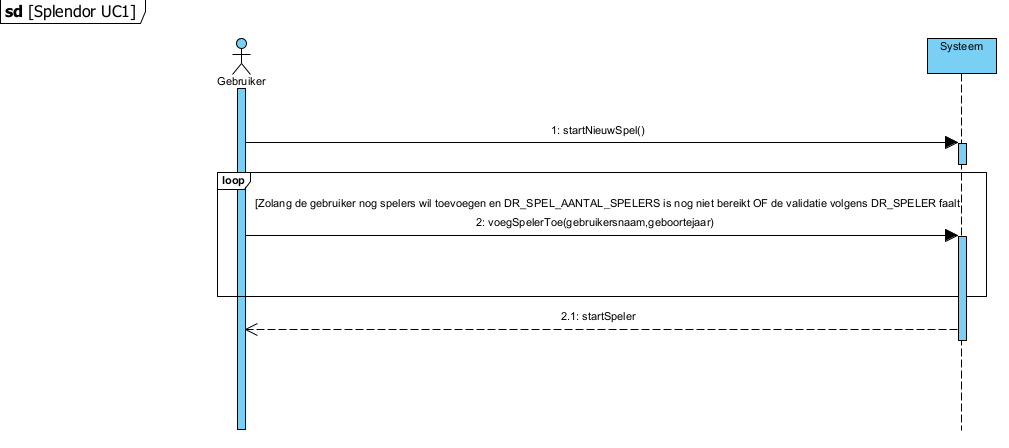 sd [Splendor UC1]
Gebruiker
Systeem
1: startNieuwSpel()
loop
[Zolang de gebruiker nog spelers wil toevoegen en DR_SPEL_AANTAL_SPELERS is nog niet bereikt OF de validatie volgens DR_SPELER faalt
2: voegSpelerToe(gebruikersnaam,geboortejaar)
2.1: startSpeler